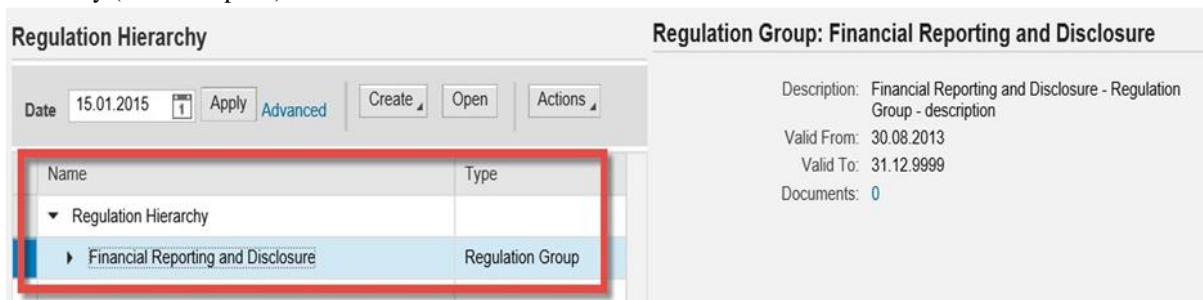 Regulation Hierarchy
Date 15.01.2015 1 Apply Advanced Create Open Actions
Name Type
Regulation Hierarchy
Financial Reporting and Disclosure Regulation Group
Regulation Group: Financial Reporting and Disclosure
Description: Financial Reporting and Disclosure - Regulation
Group - description
Valid From: 30.08.2013
Valid To: 31.12.9999
Documents: 0